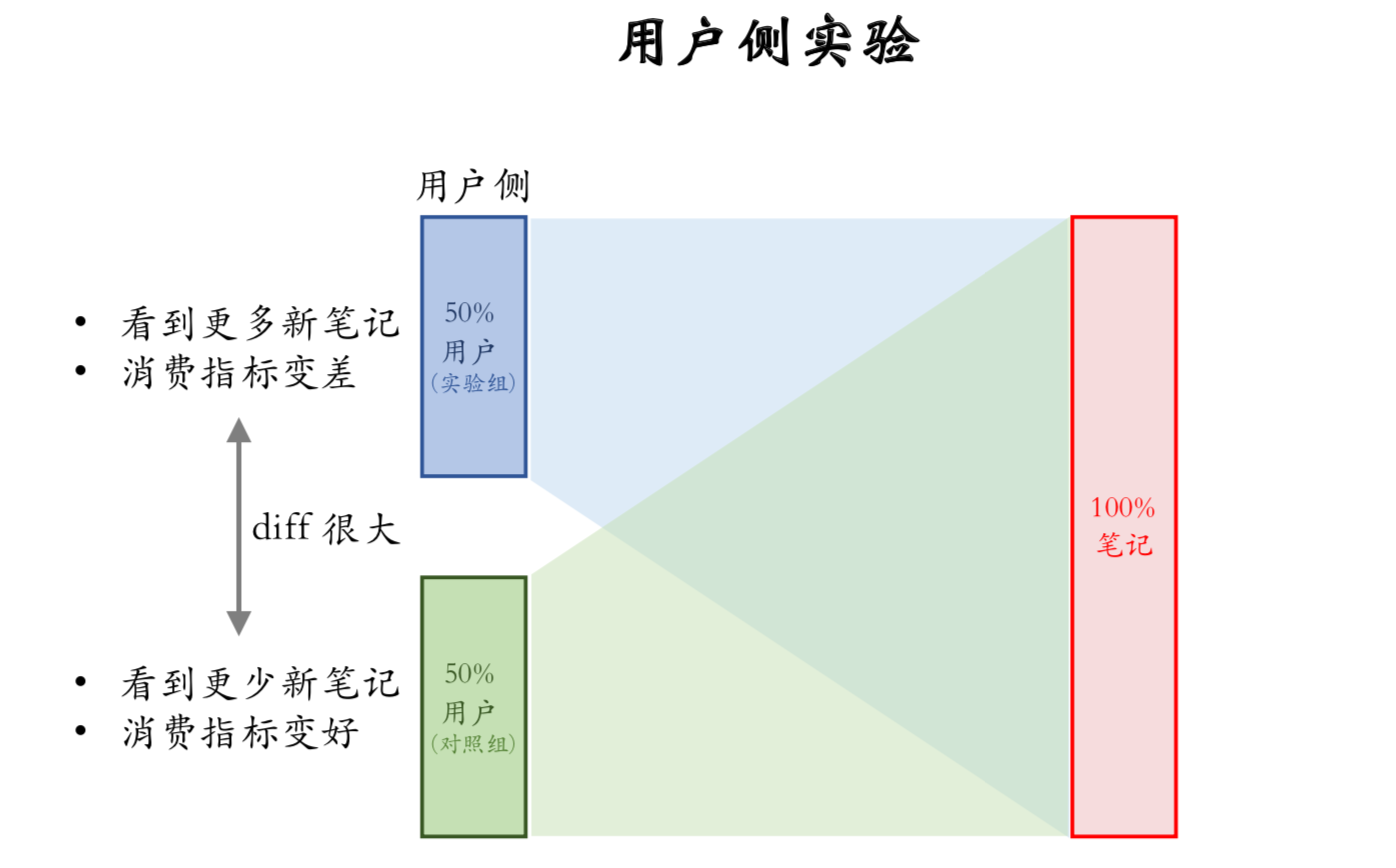 用户侧实验
用户侧
• 看到更多新笔记
• 消费指标变差
50%
用户
(实验组)
diff 很大
100%
笔记
• 看到更少新笔记
• 消费指标变好
50%
用户
(对照组)